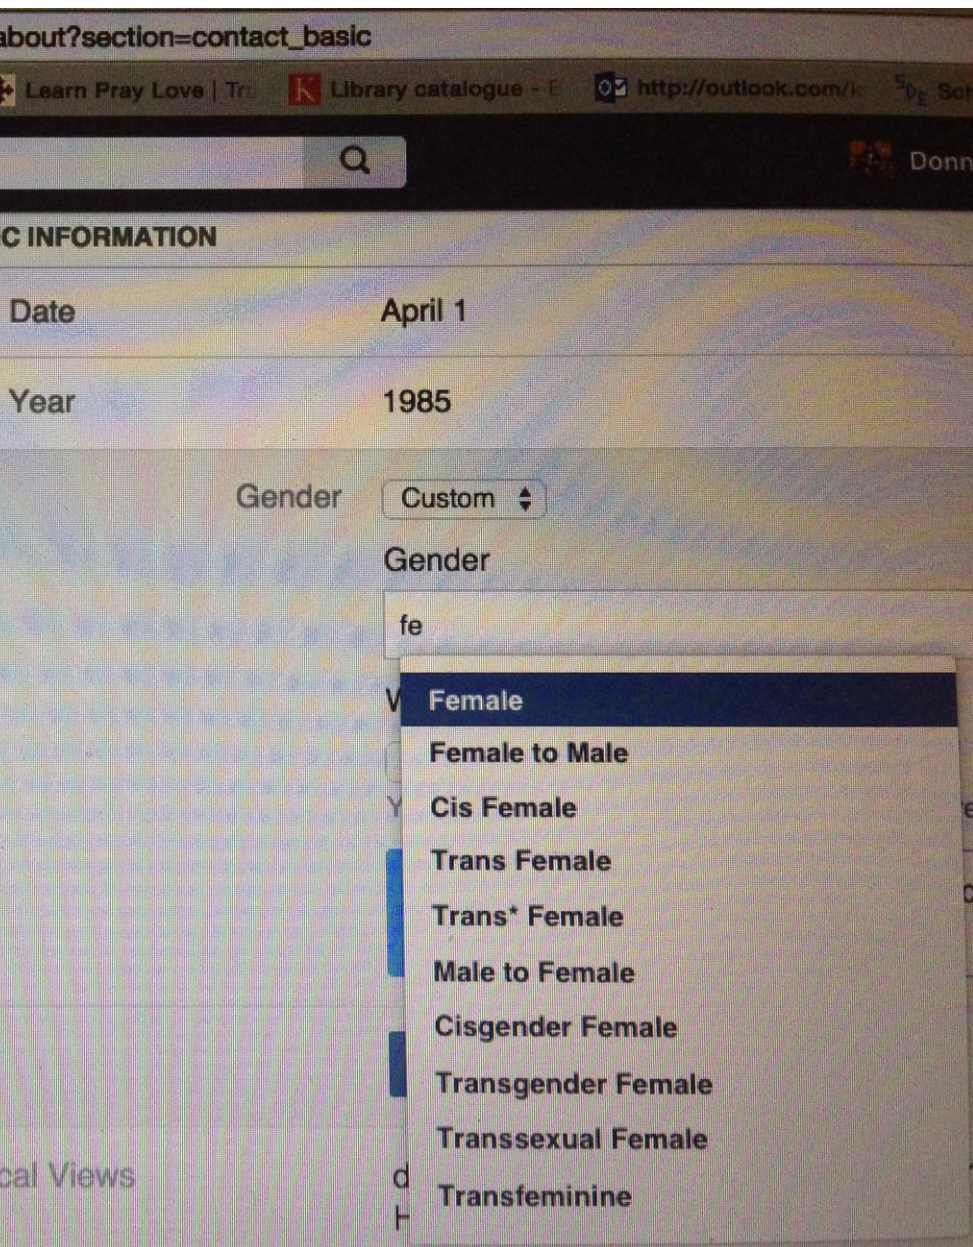 about?section=contact_basic
Learn Pray Love | Tr
K Library catalogue - E
http://outlook.com/k
SDE Sch
Donn
C INFORMATION
Date April 1
Year 1985
Gender Custom
Gender
fe
Female
Female to Male
Cis Female
Trans Female
Trans* Female
Male to Female
Cisgender Female
Transgender Female
Transsexual Female
cal Views
Transfeminine